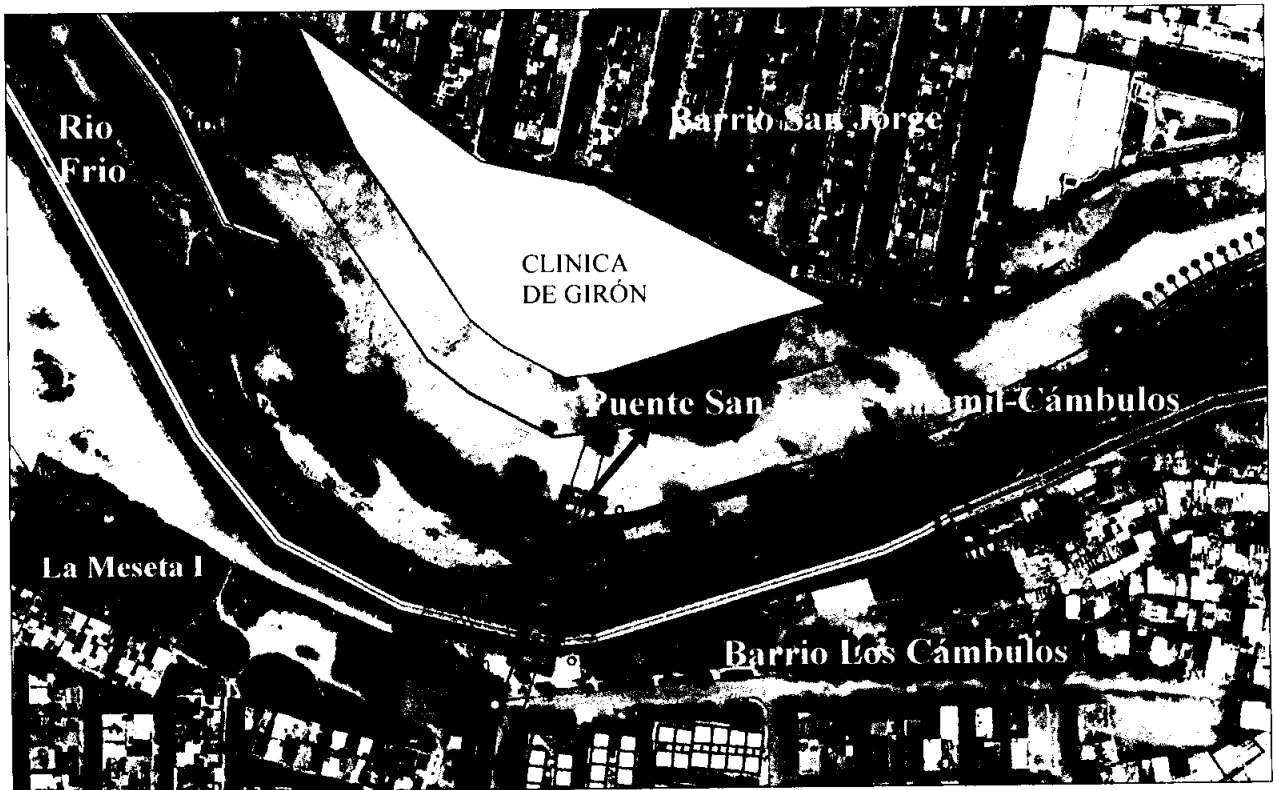 Rio
Frio
Barrio San Jorge
CLINICA
DE GIRÓN
Puente San
-Cámbulos
La Meseta I
Barrio Los Cámbulos